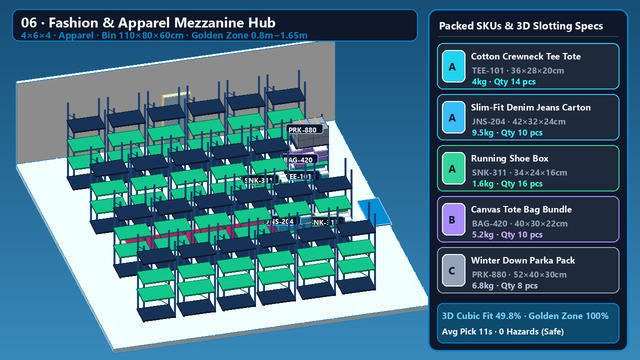 06 · Fashion & Apparel Mezzanine Hub
4×6×4 · Apparel · Bin 110×80×60cm · Golden Zone 0.8m–1.65m
PRK-880
TEE-101
JNS-204
Packed SKUs & 3D Slotting Specs
A
Cotton Crewneck Tee Tote
TEE-101 · 36×28×20cm
4kg · Qty 14 pcs
A
Slim-Fit Denim Jeans Carton
JNS-204 · 42×32×24cm
9.5kg · Qty 10 pcs
A
Running Shoe Box
SNK-311 · 34×24×16cm
1.6kg · Qty 16 pcs
B
Canvas Tote Bag Bundle
BAG-420 · 40×30×22cm
5.2kg · Qty 10 pcs
C
Winter Down Parka Pack
PRK-880 · 52×40×30cm
6.8kg · Qty 8 pcs
3D Cubic Fit 49.8% · Golden Zone 100%
Avg Pick 11s · 0 Hazards (Safe)